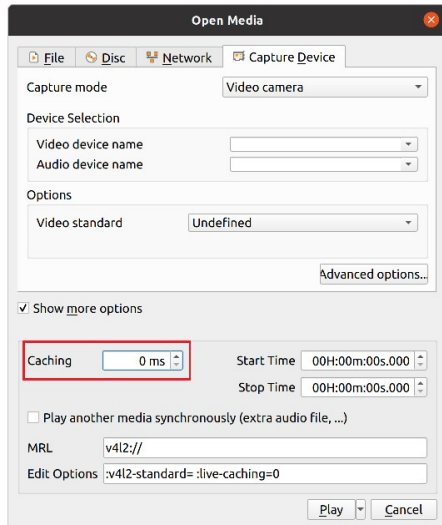 Open Media
File Disc Network Capture Device
Capture mode Video camera
Device Selection
Video device name
Audio device name
Options
Video standard Undefined
Advanced options...
Show more options
Caching 0 ms Start Time 00H:00m:00s.000
Stop Time 00H:00m:00s.000
Play another media synchronously (extra audio file, ...)
MRL v4l2://
Edit Options :v4l2-standard= :live-caching=0
Play Cancel